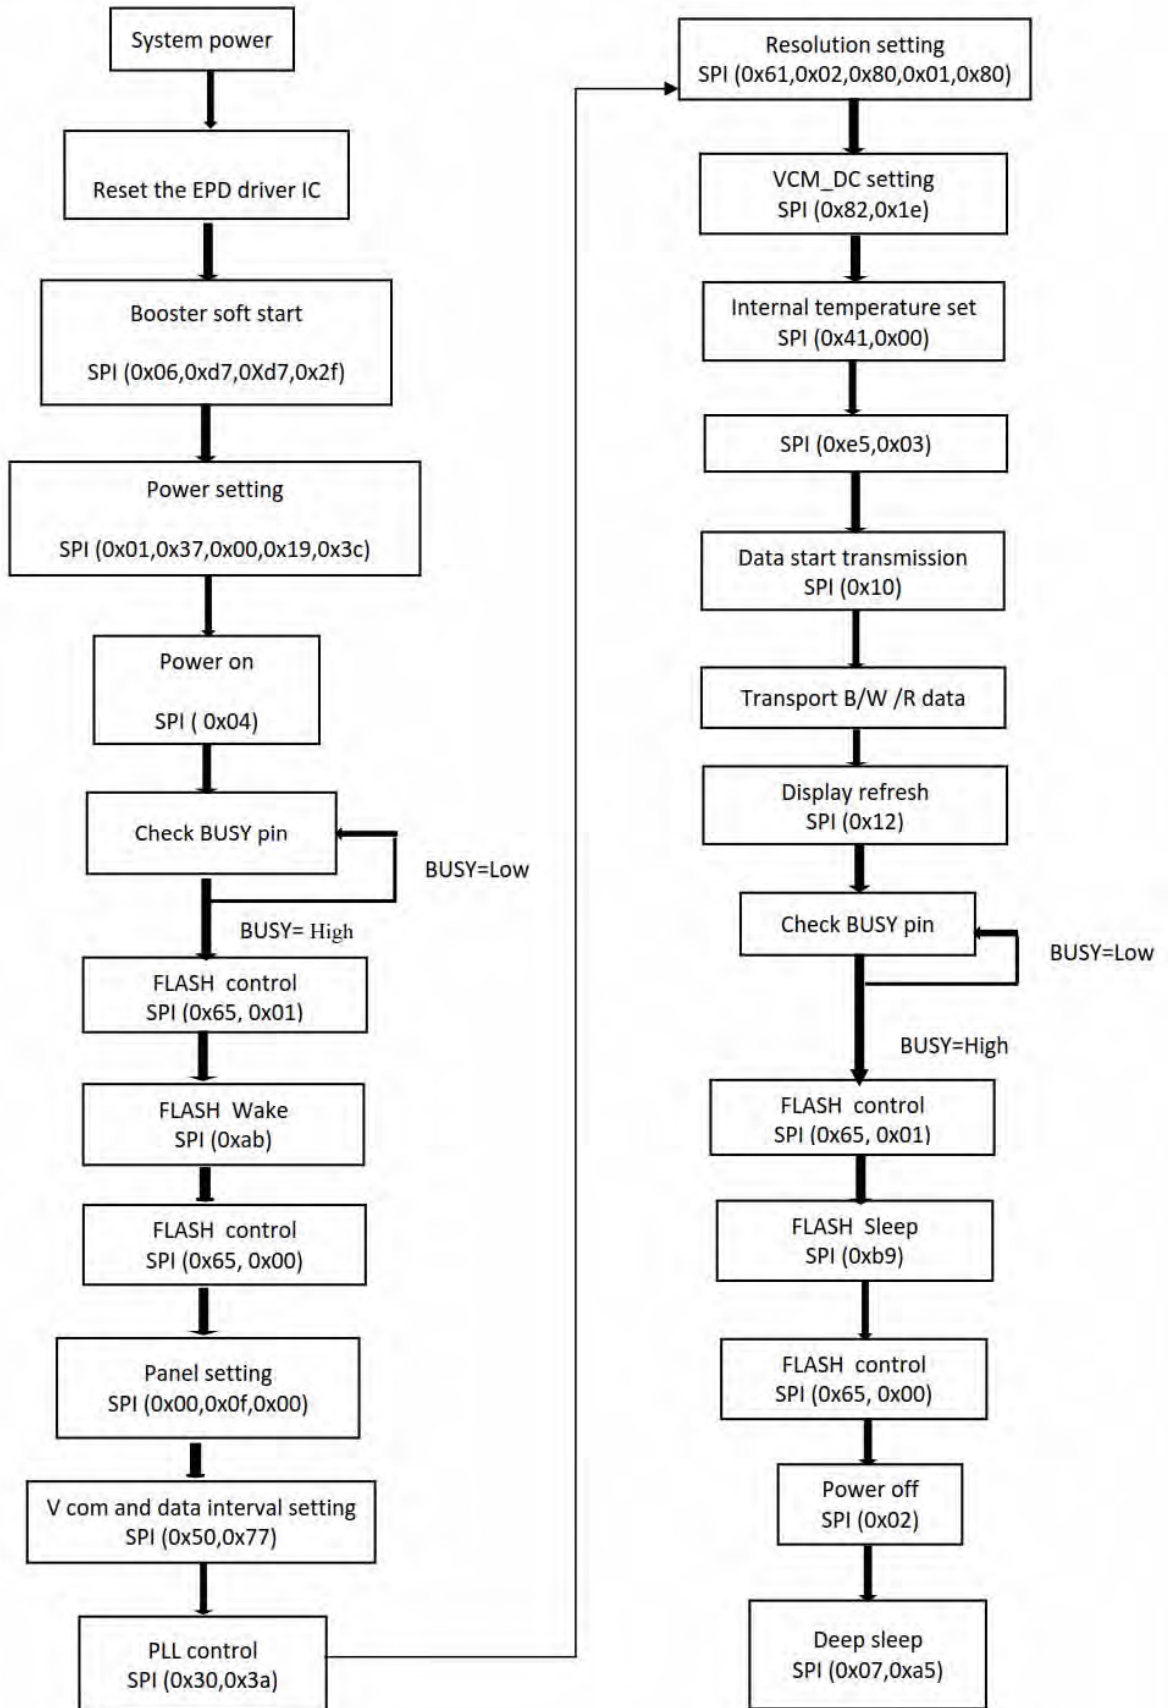 System power
Reset the EPD driver IC
Booster soft start
SPI (0x06,0xd7,0Xd7,0x2f)
Power setting
SPI (0x01,0x37,0x00,0x19,0x3c)
Power on
SPI ( 0x04)
Check BUSY pin
BUSY=Low
BUSY= High
FLASH control
SPI (0x65, 0x01)
FLASH Wake
SPI (0xab)
FLASH control
SPI (0x65, 0x00)
Panel setting
SPI (0x00,0x0f,0x00)
V com and data interval setting
SPI (0x50,0x77)
PLL control
SPI (0x30,0x3a)
Resolution setting
SPI (0x61,0x02,0x80,0x01,0x80)
VCM_DC setting
SPI (0x82,0x1e)
Internal temperature set
SPI (0x41,0x00)
SPI (0xe5,0x03)
Data start transmission
SPI (0x10)
Transport B/W /R data
Display refresh
SPI (0x12)
Check BUSY pin
BUSY=Low
BUSY=High
FLASH control
SPI (0x65, 0x01)
FLASH Sleep
SPI (0xb9)
FLASH control
SPI (0x65, 0x00)
Power off
SPI (0x02)
Deep sleep
SPI (0x07,0xa5)